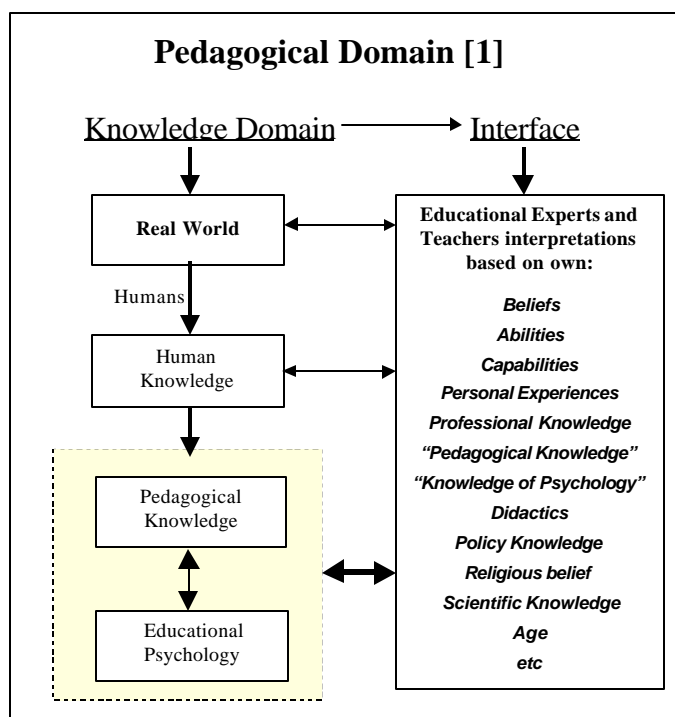 Pedagogical Domain [1]
Knowledge Domain
Interface
Real World
Humans
Human
Knowledge
Pedagogical
Knowledge
Educational
Psychology
Educational Experts and
Teachers interpretations
based on own:
Beliefs
Abilities
Capabilities
Personal Experiences
Professional Knowledge
“Pedagogical Knowledge”
“Knowledge of Psychology”
Didactics
Policy Knowledge
Religious belief
Scientific Knowledge
Age
etc